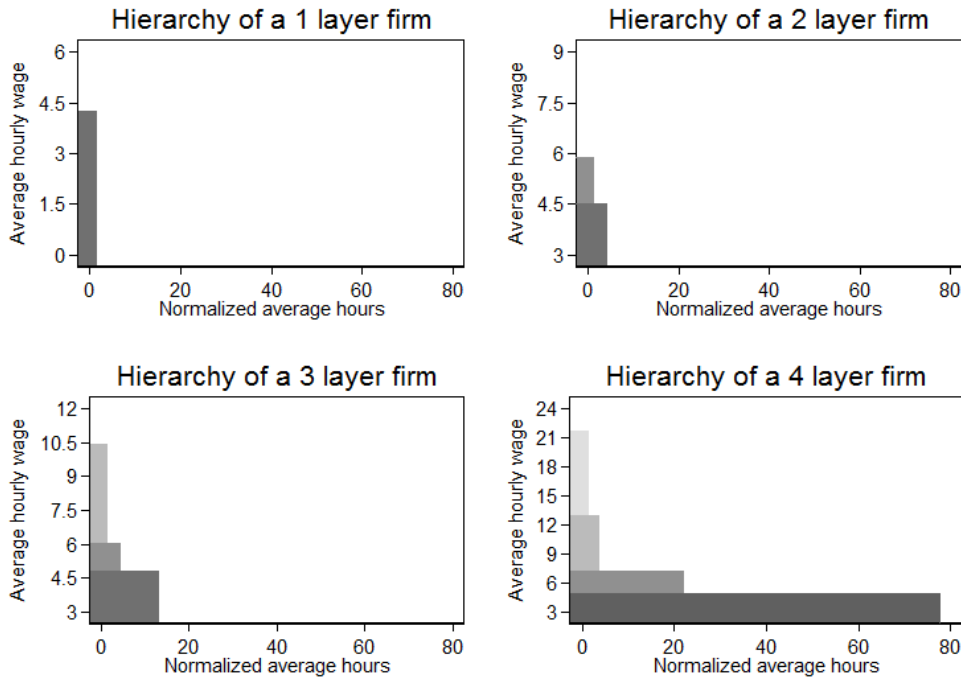 Hierarchy of a 1 layer firm
Average hourly wage
6
4.5
3
1.5
0
0 20 40 60 80
Normalized average hours
Hierarchy of a 2 layer firm
Average hourly wage
9
7.5
6
4.5
3
0 20 40 60 80
Normalized average hours
Hierarchy of a 3 layer firm
Average hourly wage
12
10.5
9
7.5
6
4.5
3
0 20 40 60 80
Normalized average hours
Hierarchy of a 4 layer firm
Average hourly wage
24
21
18
15
12
9
6
3
0 20 40 60 80
Normalized average hours